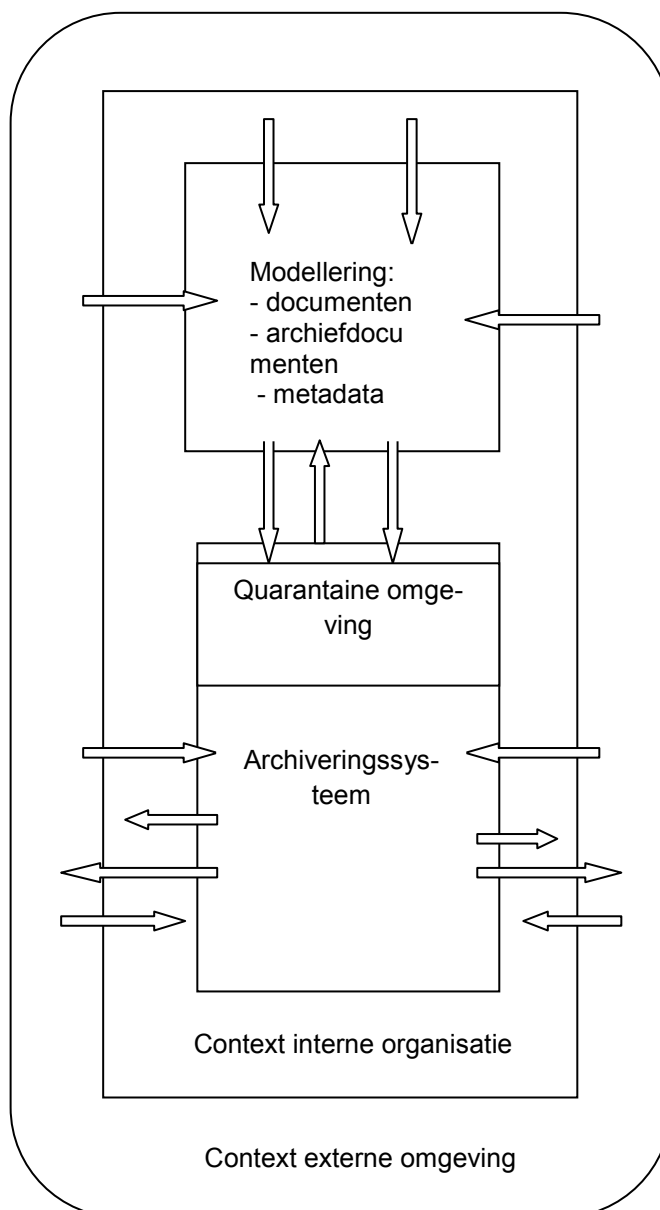 Modellering:
- documenten
- archiefdocu
menten
- metadata
Quarantaine omge-
ving
Archiveringssys-
teem
Context interne organisatie
Context externe omgeving